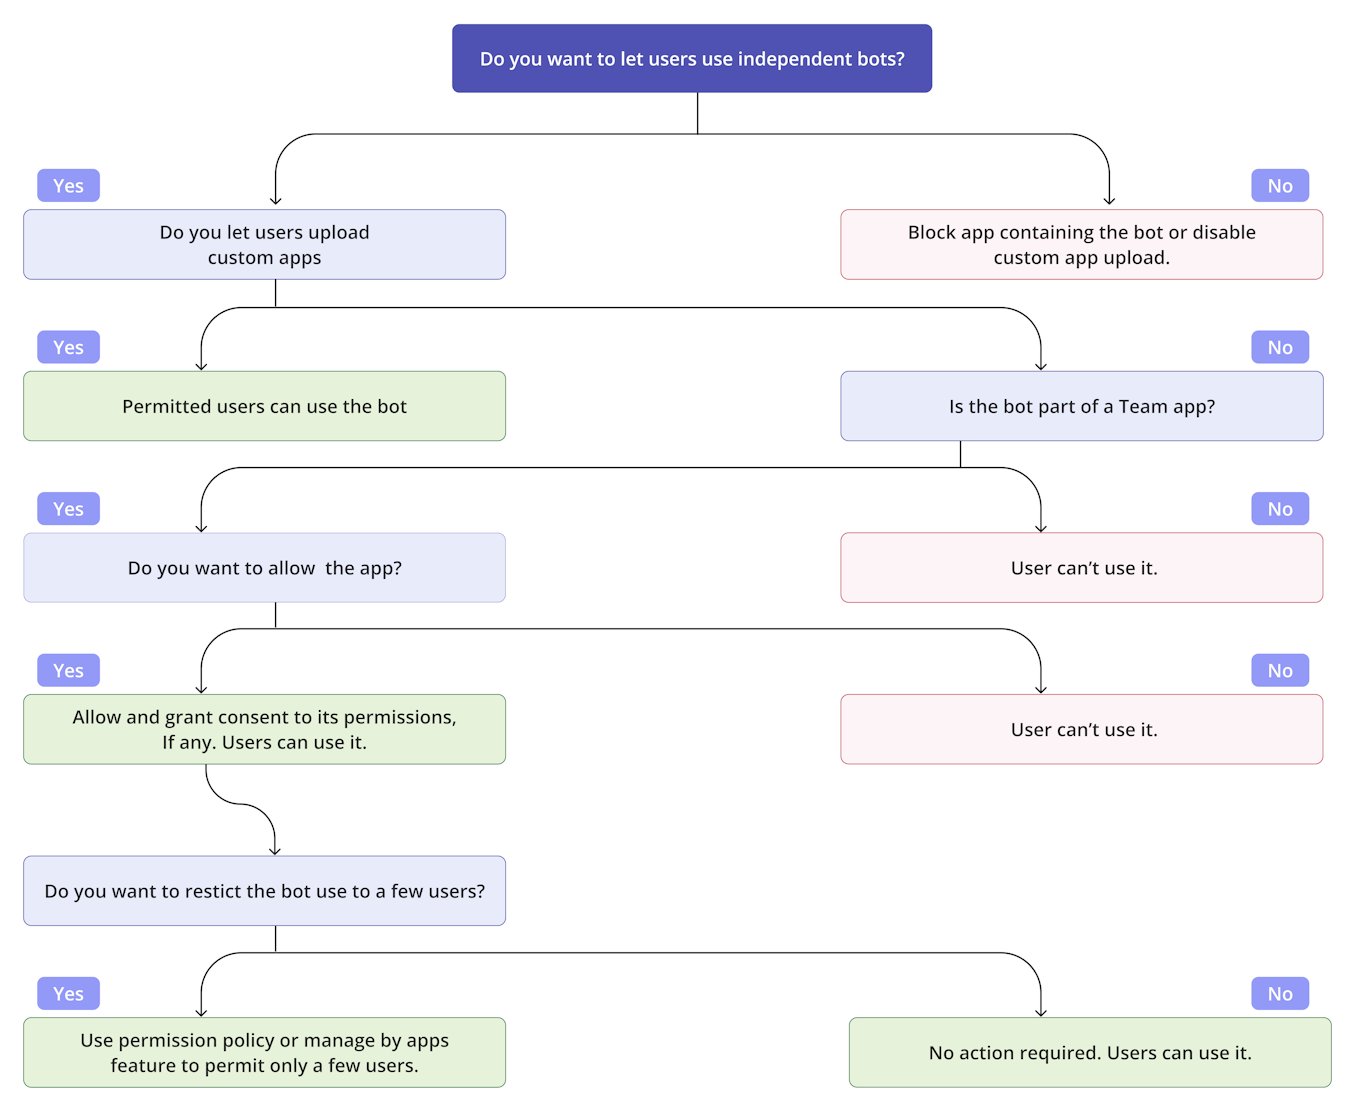 Do you want to let users use independent bots?
Yes
No
Do you let users upload
custom apps
Block app containing the bot or disable
custom app upload.
Yes
No
Permitted users can use the bot
Is the bot part of a Team app?
Yes
No
Do you want to allow  the app?
User can’t use it.
Yes
No
Allow and grant consent to its permissions,
If any. Users can use it.
User can’t use it.
Do you want to restict the bot use to a few users?
Yes
No
Use permission policy or manage by apps
feature to permit only a few users.
No action required. Users can use it.